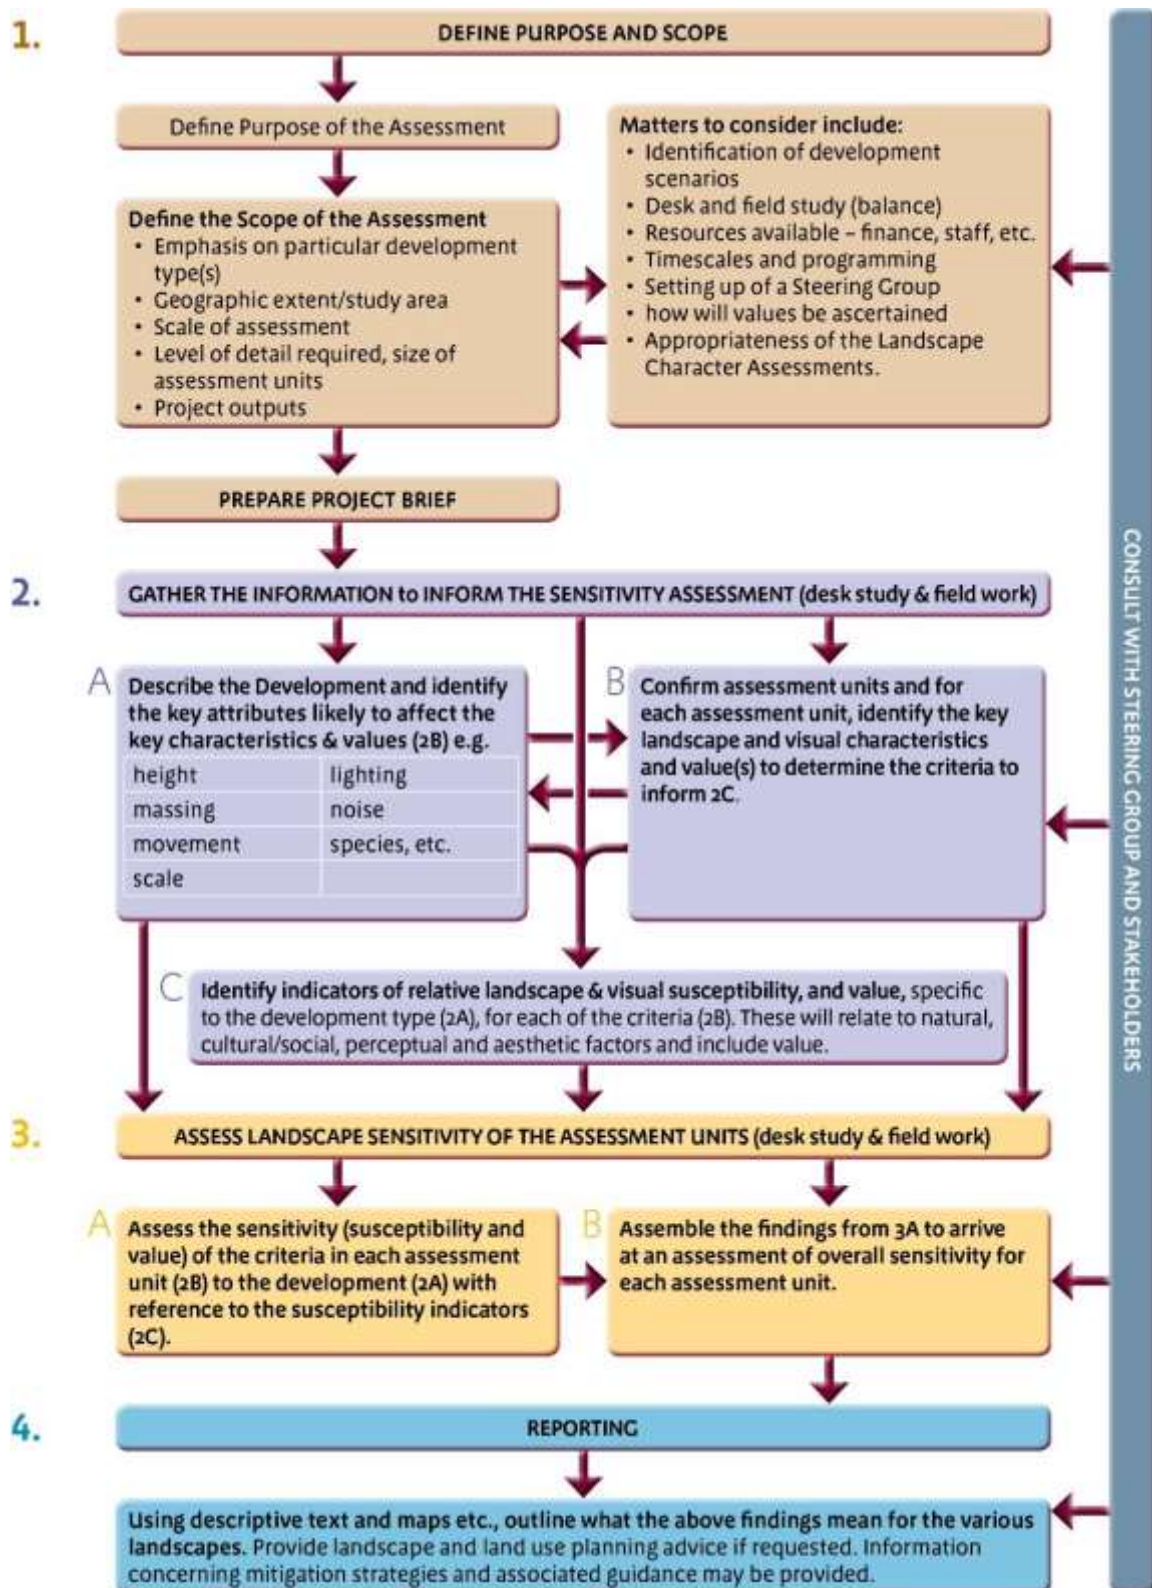 1.
DEFINE PURPOSE AND SCOPE
Define Purpose of the Assessment
Define the Scope of the Assessment
• Emphasis on particular development
type(s)
• Geographic extent/study area
• Scale of assessment
• Level of detail required, size of
assessment units
• Project outputs
Matters to consider include:
• Identification of development
scenarios
• Desk and field study (balance)
• Resources available – finance, staff, etc.
• Timescales and programming
• Setting up of a Steering Group
• how will values be ascertained
• Appropriateness of the Landscape
Character Assessments.
PREPARE PROJECT BRIEF
2.
GATHER THE INFORMATION to INFORM THE SENSITIVITY ASSESSMENT (desk study & field work)
A
Describe the Development and identify
the key attributes likely to affect the
key characteristics & values (2B) e.g.
height lighting
massing noise
movement species, etc.
scale
B
Confirm assessment units and for
each assessment unit, identify the key
landscape and visual characteristics
and value(s) to determine the criteria to
inform 2C.
C
Identify indicators of relative landscape & visual susceptibility, and value, specific
to the development type (2A), for each of the criteria (2B). These will relate to natural,
cultural/social, perceptual and aesthetic factors and include value.
3.
ASSESS LANDSCAPE SENSITIVITY OF THE ASSESSMENT UNITS (desk study & field work)
A
Assess the sensitivity (susceptibility and
value) of the criteria in each assessment
unit (2B) to the development (2A) with
reference to the susceptibility indicators
(2C).
B
Assemble the findings from 3A to arrive
at an assessment of overall sensitivity for
each assessment unit.
4.
REPORTING
Using descriptive text and maps etc., outline what the above findings mean for the various
landscapes. Provide landscape and land use planning advice if requested. Information
concerning mitigation strategies and associated guidance may be provided.
CONSULT WITH STEERING GROUP AND STAKEHOLDERS